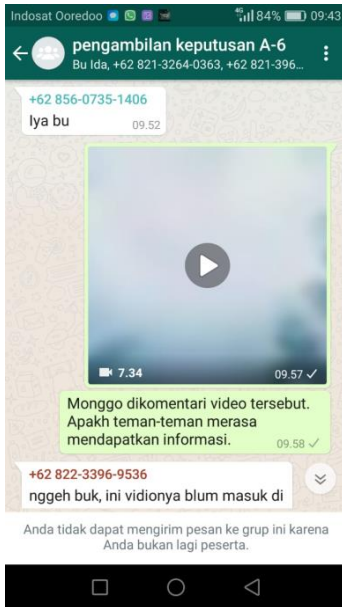 Indosat Ooredoo 4G 84% 09:43
pengambilan keputusan A-6
Bu Ida, +62 821-3264-0363, +62 821-396...
+62 856-0735-1406
Iya bu 09.52
7.34 09.57
Monggo dikomentari video tersebut.
Apakh teman-teman merasa
mendapatkan informasi. 09.58
+62 822-3396-9536
nggeh buk, ini vidionya blum masuk di
Anda tidak dapat mengirim pesan ke grup ini karena
Anda bukan lagi peserta.